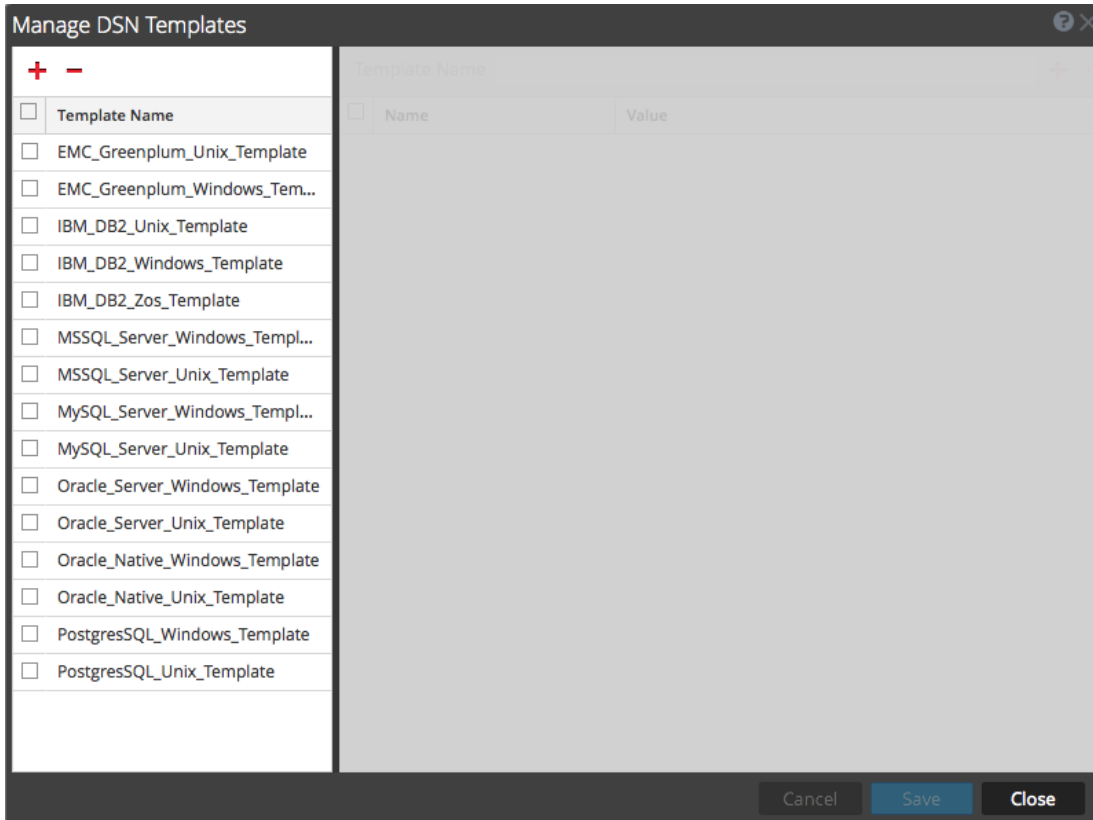 Manage DSN Templates
Template Name
Template Name
Name Value
EMC_Greenplum_Unix_Template
EMC_Greenplum_Windows_Tem...
IBM_DB2_Unix_Template
IBM_DB2_Windows_Template
IBM_DB2_Zos_Template
MSSQL_Server_Windows_Templ...
MSSQL_Server_Unix_Template
MySQL_Server_Windows_Templ...
MySQL_Server_Unix_Template
Oracle_Server_Windows_Template
Oracle_Server_Unix_Template
Oracle_Native_Windows_Template
Oracle_Native_Unix_Template
PostgresSQL_Windows_Template
PostgresSQL_Unix_Template
Cancel Save Close